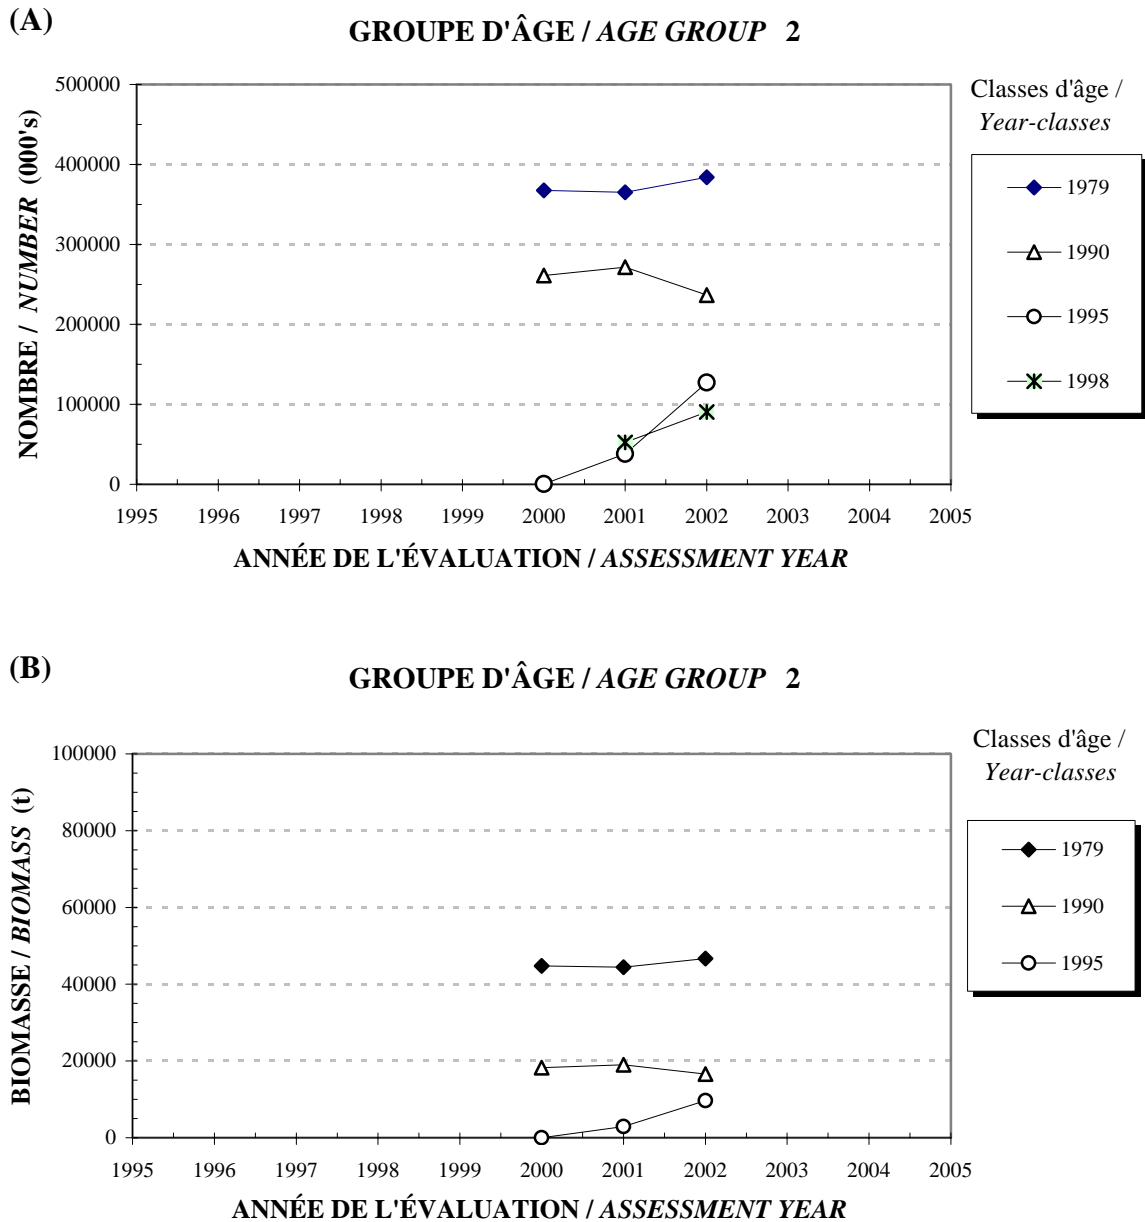 (A)
GROUPE D'ÂGE / AGE GROUP 2
Classes d'âge /
Year-classes
NOMBRE / NUMBER (000's)
500000
400000
300000
200000
100000
0
1979
1990
1995
1998
1995 1996 1997 1998 1999 2000 2001 2002 2003 2004 2005
ANNÉE DE L'ÉVALUATION / ASSESSMENT YEAR
(B)
GROUPE D'ÂGE / AGE GROUP 2
Classes d'âge /
Year-classes
BIOMASSE / BIOMASS (t)
100000
80000
60000
40000
20000
0
1979
1990
1995
1995 1996 1997 1998 1999 2000 2001 2002 2003 2004 2005
ANNÉE DE L'ÉVALUATION / ASSESSMENT YEAR